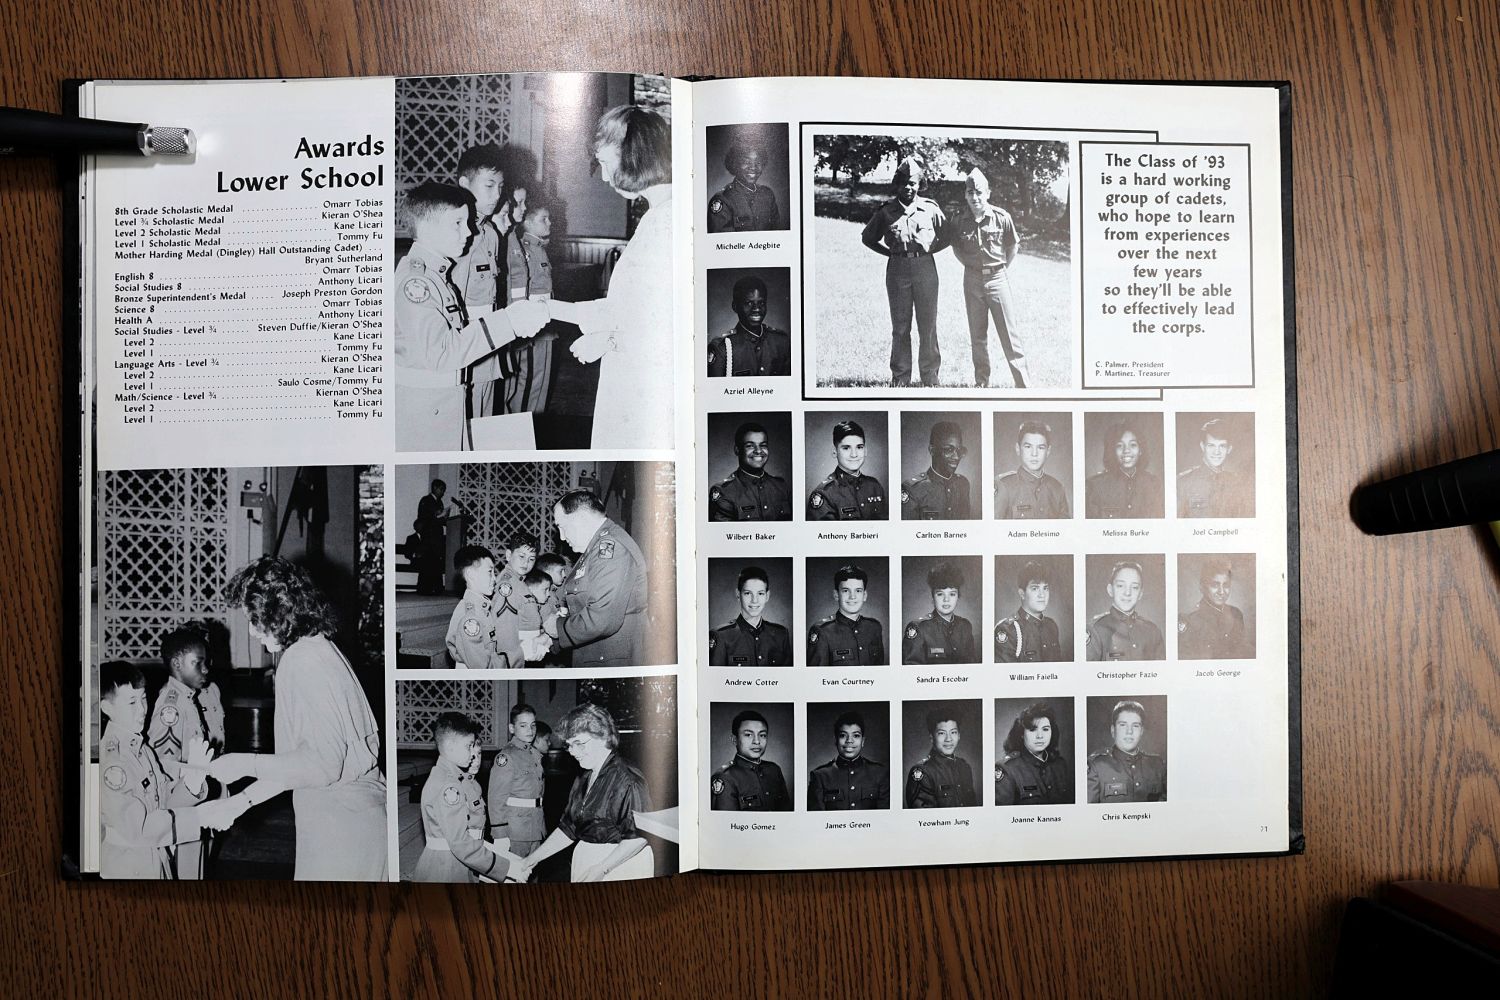 Awards
Lower School
8th Grade Scholastic Medal .................. Omarr Tobias
Level ¾ Scholastic Medal .................. Kieran O'Shea
Level 2 Scholastic Medal .................. Kane Licari
Level 1 Scholastic Medal .................. Tommy Fu
Mother Harding Medal (Dingley) Hall Outstanding Cadet) ...
Bryant Sutherland
English 8 .................. Omarr Tobias
Social Studies 8 .................. Anthony Licari
Bronze Superintendent's Medal ...... Joseph Preston Gordon
Science 8 .................. Omarr Tobias
Health A .................. Anthony Licari
Social Studies - Level ¾ ....... Steven Duffie/Kieran O'Shea
Level 2 .................. Kane Licari
Level 1 .................. Tommy Fu
Language Arts - Level ¾ .................. Kieran O'Shea
Level 2 .................. Kane Licari
Level 1 .................. Saulo Cosme/Tommy Fu
Math/Science - Level ¾ .................. Kiernan O'Shea
Level 2 .................. Kane Licari
Level 1 .................. Tommy Fu
The Class of '93
is a hard working
group of cadets,
who hope to learn
from experiences
over the next
few years
so they'll be able
to effectively lead
the corps.
C. Palmer, President
P. Martinez, Treasurer
Michelle Adegbite
Azriel Alleyne
Wilbert Baker Anthony Barbieri Carlton Barnes Adam Belesimo Melissa Burke Joel Campbell
Andrew Cotter Evan Courtney Sandra Escobar William Faiella Christopher Fazio Jacob George
Hugo Gomez James Green Yeowham Jung Joanne Kannas Chris Kempski
71